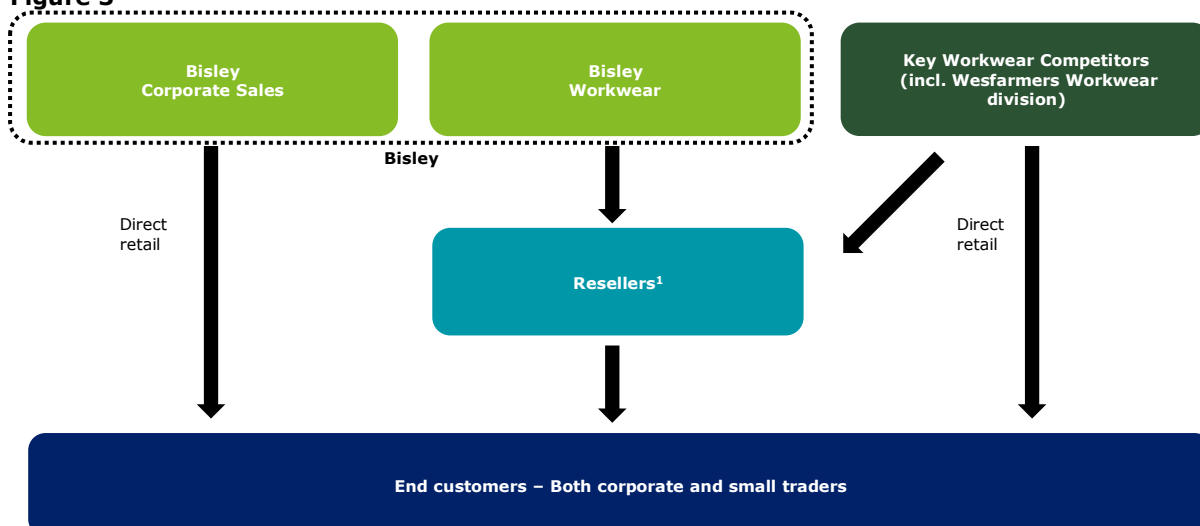 Bisley
Corporate Sales
Bisley
Workwear
Key Workwear Competitors
(incl. Wesfarmers Workwear
division)
Bisley
Direct
retail
Direct
retail
Resellers¹
End customers – Both corporate and small traders